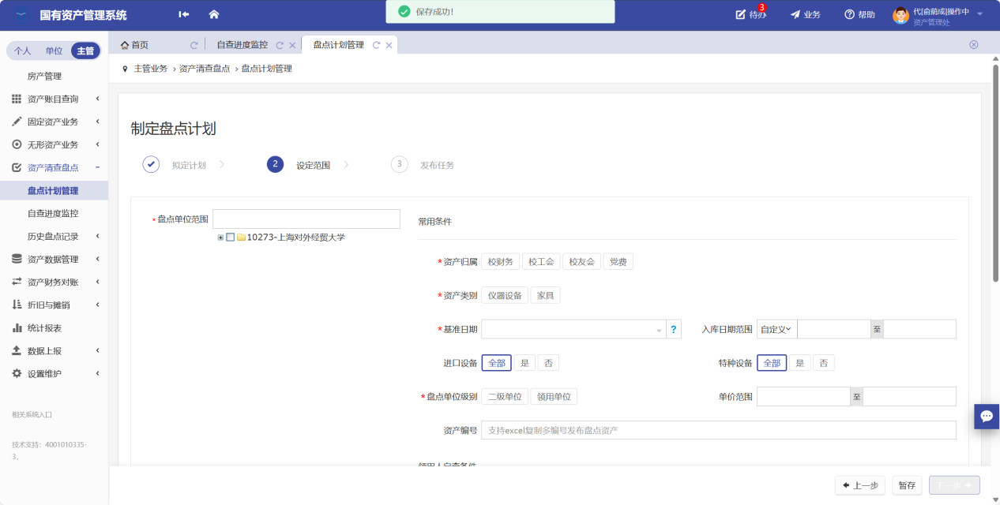 国有资产管理系统
保存成功!
待办
3
业务
帮助
代[俞荫成]操作中
资产管理处
个人
单位
主管
首页
自查进度监控
盘点计划管理
主管业务 › 资产清查盘点 › 盘点计划管理
房产管理
资产账目查询
固定资产业务
无形资产业务
资产清查盘点
盘点计划管理
自查进度监控
历史盘点记录
资产数据管理
资产财务对账
折旧与摊销
统计报表
数据上报
设置维护
相关系统入口
技术支持: 4001010335-
3,
制定盘点计划
拟定计划
2
设定范围
3
发布任务
*盘点单位范围
10273-上海对外经贸大学
常用条件
*资产归属 校财务 校工会 校友会 党费
*资产类别 仪器设备 家具
*基准日期 ? 入库日期范围 自定义 至
进口设备 全部 是 否 特种设备 全部 是 否
*盘点单位级别 二级单位 领用单位 单价范围 至
资产编号 支持excel复制多编号发布盘点资产
领用人自查条件
上一步
暂存
下一步